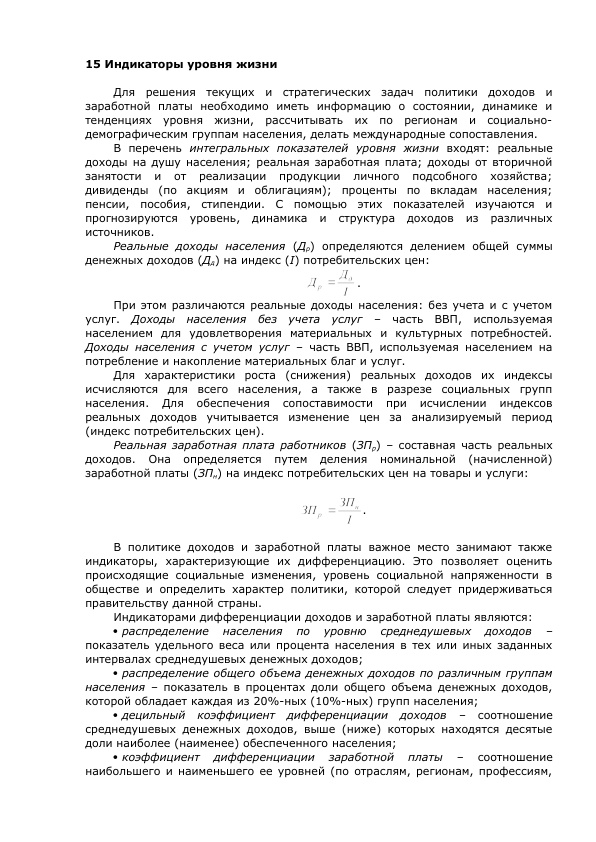 15 Индикаторы уровня жизни
Для решения текущих и стратегических задач политики доходов и
заработной платы необходимо иметь информацию о состоянии, динамике и
тенденциях уровня жизни, рассчитывать их по регионам и социально-
демографическим группам населения, делать международные сопоставления.
В перечень интегральных показателей уровня жизни входят: реальные
доходы на душу населения; реальная заработная плата; доходы от вторичной
занятости и от реализации продукции личного подсобного хозяйства;
дивиденды (по акциям и облигациям); проценты по вкладам населения;
пенсии, пособия, стипендии. С помощью этих показателей изучаются и
прогнозируются уровень, динамика и структура доходов из различных
источников.
Реальные доходы населения (Др) определяются делением общей суммы
денежных доходов (ДД) на индекс (I) потребительских цен:
Д р = Д д / I .
При этом различаются реальные доходы населения: без учета и с учетом
услуг. Доходы населения без учета услуг – часть ВВП, используемая
населением для удовлетворения материальных и культурных потребностей.
Доходы населения с учетом услуг – часть ВВП, используемая населением на
потребление и накопление материальных благ и услуг.
Для характеристики роста (снижения) реальных доходов их индексы
исчисляются для всего населения, а также в разрезе социальных групп
населения. Для обеспечения сопоставимости при исчислении индексов
реальных доходов учитывается изменение цен за анализируемый период
(индекс потребительских цен).
Реальная заработная плата работников (ЗПр) – составная часть реальных
доходов. Она определяется путем деления номинальной (начисленной)
заработной платы (ЗПн) на индекс потребительских цен на товары и услуги:
ЗП р = ЗП н / I .
В политике доходов и заработной платы важное место занимают также
индикаторы, характеризующие их дифференциацию. Это позволяет оценить
происходящие социальные изменения, уровень социальной напряженности в
обществе и определить характер политики, которой следует придерживаться
правительству данной страны.
Индикаторами дифференциации доходов и заработной платы являются:
• распределение населения по уровню среднедушевых доходов –
показатель удельного веса или процента населения в тех или иных заданных
интервалах среднедушевых денежных доходов;
• распределение общего объема денежных доходов по различным группам
населения – показатель в процентах доли общего объема денежных доходов,
которой обладает каждая из 20%-ных (10%-ных) групп населения;
• децильный коэффициент дифференциации доходов – соотношение
среднедушевых денежных доходов, выше (ниже) которых находятся десятые
доли наиболее (наименее) обеспеченного населения;
• коэффициент дифференциации заработной платы – соотношение
наибольшего и наименьшего ее уровней (по отраслям, регионам, профессиям,